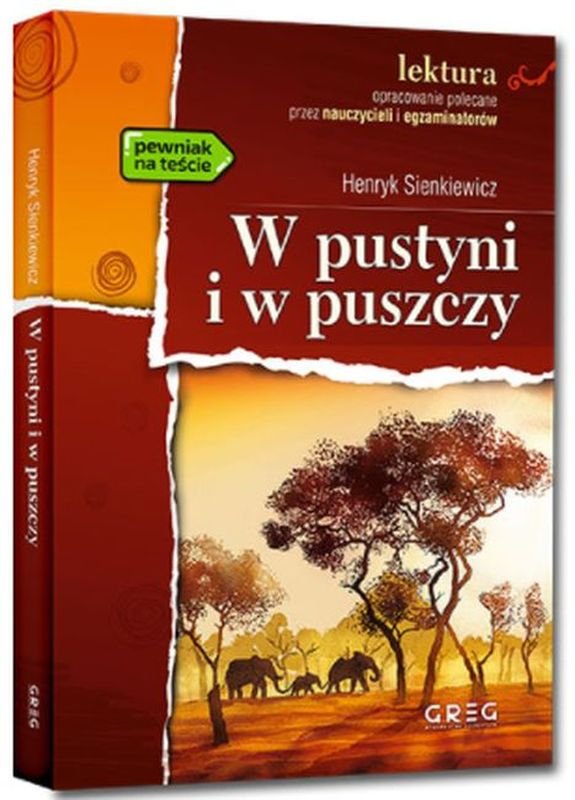 Henryk Sienkiewicz
W pustyni i w puszczy
GREG
lektura
opracowanie polecane
przez nauczycieli i egzaminatorów
pewniak
na teście
Henryk Sienkiewicz
W pustyni
i w puszczy
GREG